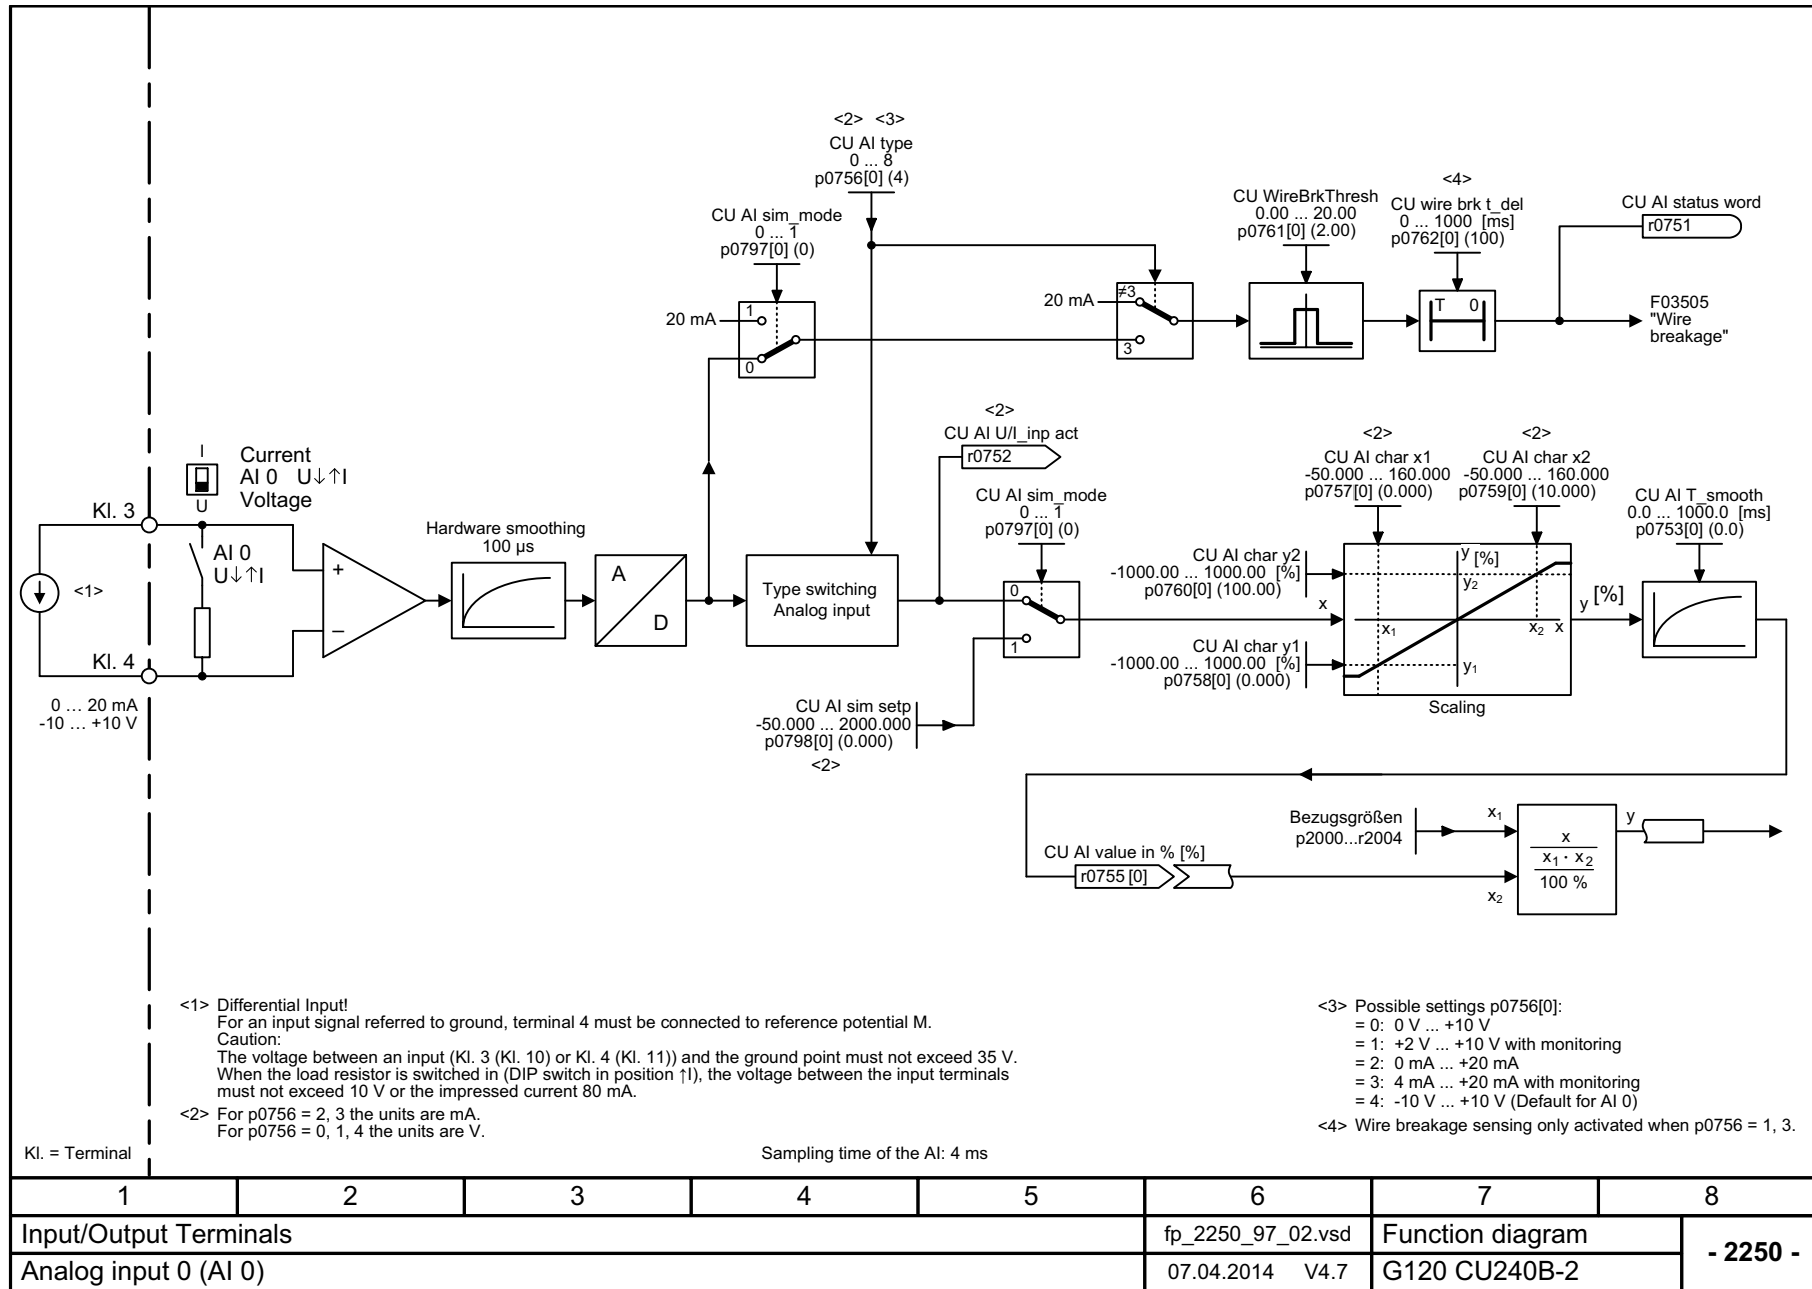 <2> <3>
CU AI type
0 ... 8
p0756[0] (4)
CU AI sim_mode
0 ... 1
p0797[0] (0)
20 mA
1
0
20 mA
≠3
3
CU WireBrkThresh
0.00 ... 20.00
p0761[0] (2.00)
<4>
CU wire brk t_del
0 ... 1000 [ms]
p0762[0] (100)
T 0
CU AI status word
r0751
F03505
"Wire
breakage"
I
U
Current
AI 0 U↓↑I
Voltage
Kl. 3
AI 0
U↓↑I
<1>
Kl. 4
0 ... 20 mA
-10 ... +10 V
+
–
Hardware smoothing
100 µs
A
D
Type switching
Analog input
<2>
CU AI U/I_inp act
r0752
CU AI sim_mode
0 ... 1
p0797[0] (0)
0
1
CU AI sim setp
-50.000 ... 2000.000
p0798[0] (0.000)
<2>
<2>
CU AI char x1
-50.000 ... 160.000
p0757[0] (0.000)
<2>
CU AI char x2
-50.000 ... 160.000
p0759[0] (10.000)
CU AI char y2
-1000.00 ... 1000.00 [%]
p0760[0] (100.00)
x
CU AI char y1
-1000.00 ... 1000.00 [%]
p0758[0] (0.000)
y [%]
y2
x1
x2 x
y1
Scaling
y [%]
CU AI T_smooth
0.0 ... 1000.0 [ms]
p0753[0] (0.0)
Bezugsgrößen
p2000...r2004
CU AI value in % [%]
r0755 [0]
x1
x2
x
x1 · x2
100 %
y
<1> Differential Input!
For an input signal referred to ground, terminal 4 must be connected to reference potential M.
Caution:
The voltage between an input (Kl. 3 (Kl. 10) or Kl. 4 (Kl. 11)) and the ground point must not exceed 35 V.
When the load resistor is switched in (DIP switch in position ↑I), the voltage between the input terminals
must not exceed 10 V or the impressed current 80 mA.
<2> For p0756 = 2, 3 the units are mA.
For p0756 = 0, 1, 4 the units are V.
<3> Possible settings p0756[0]:
= 0: 0 V ... +10 V
= 1: +2 V ... +10 V with monitoring
= 2: 0 mA ... +20 mA
= 3: 4 mA ... +20 mA with monitoring
= 4: -10 V ... +10 V (Default for AI 0)
<4> Wire breakage sensing only activated when p0756 = 1, 3.
Kl. = Terminal
Sampling time of the AI: 4 ms
1 2 3 4 5 6 7 8
Input/Output Terminals
fp_2250_97_02.vsd
Function diagram
- 2250 -
Analog input 0 (AI 0)
07.04.2014 V4.7
G120 CU240B-2